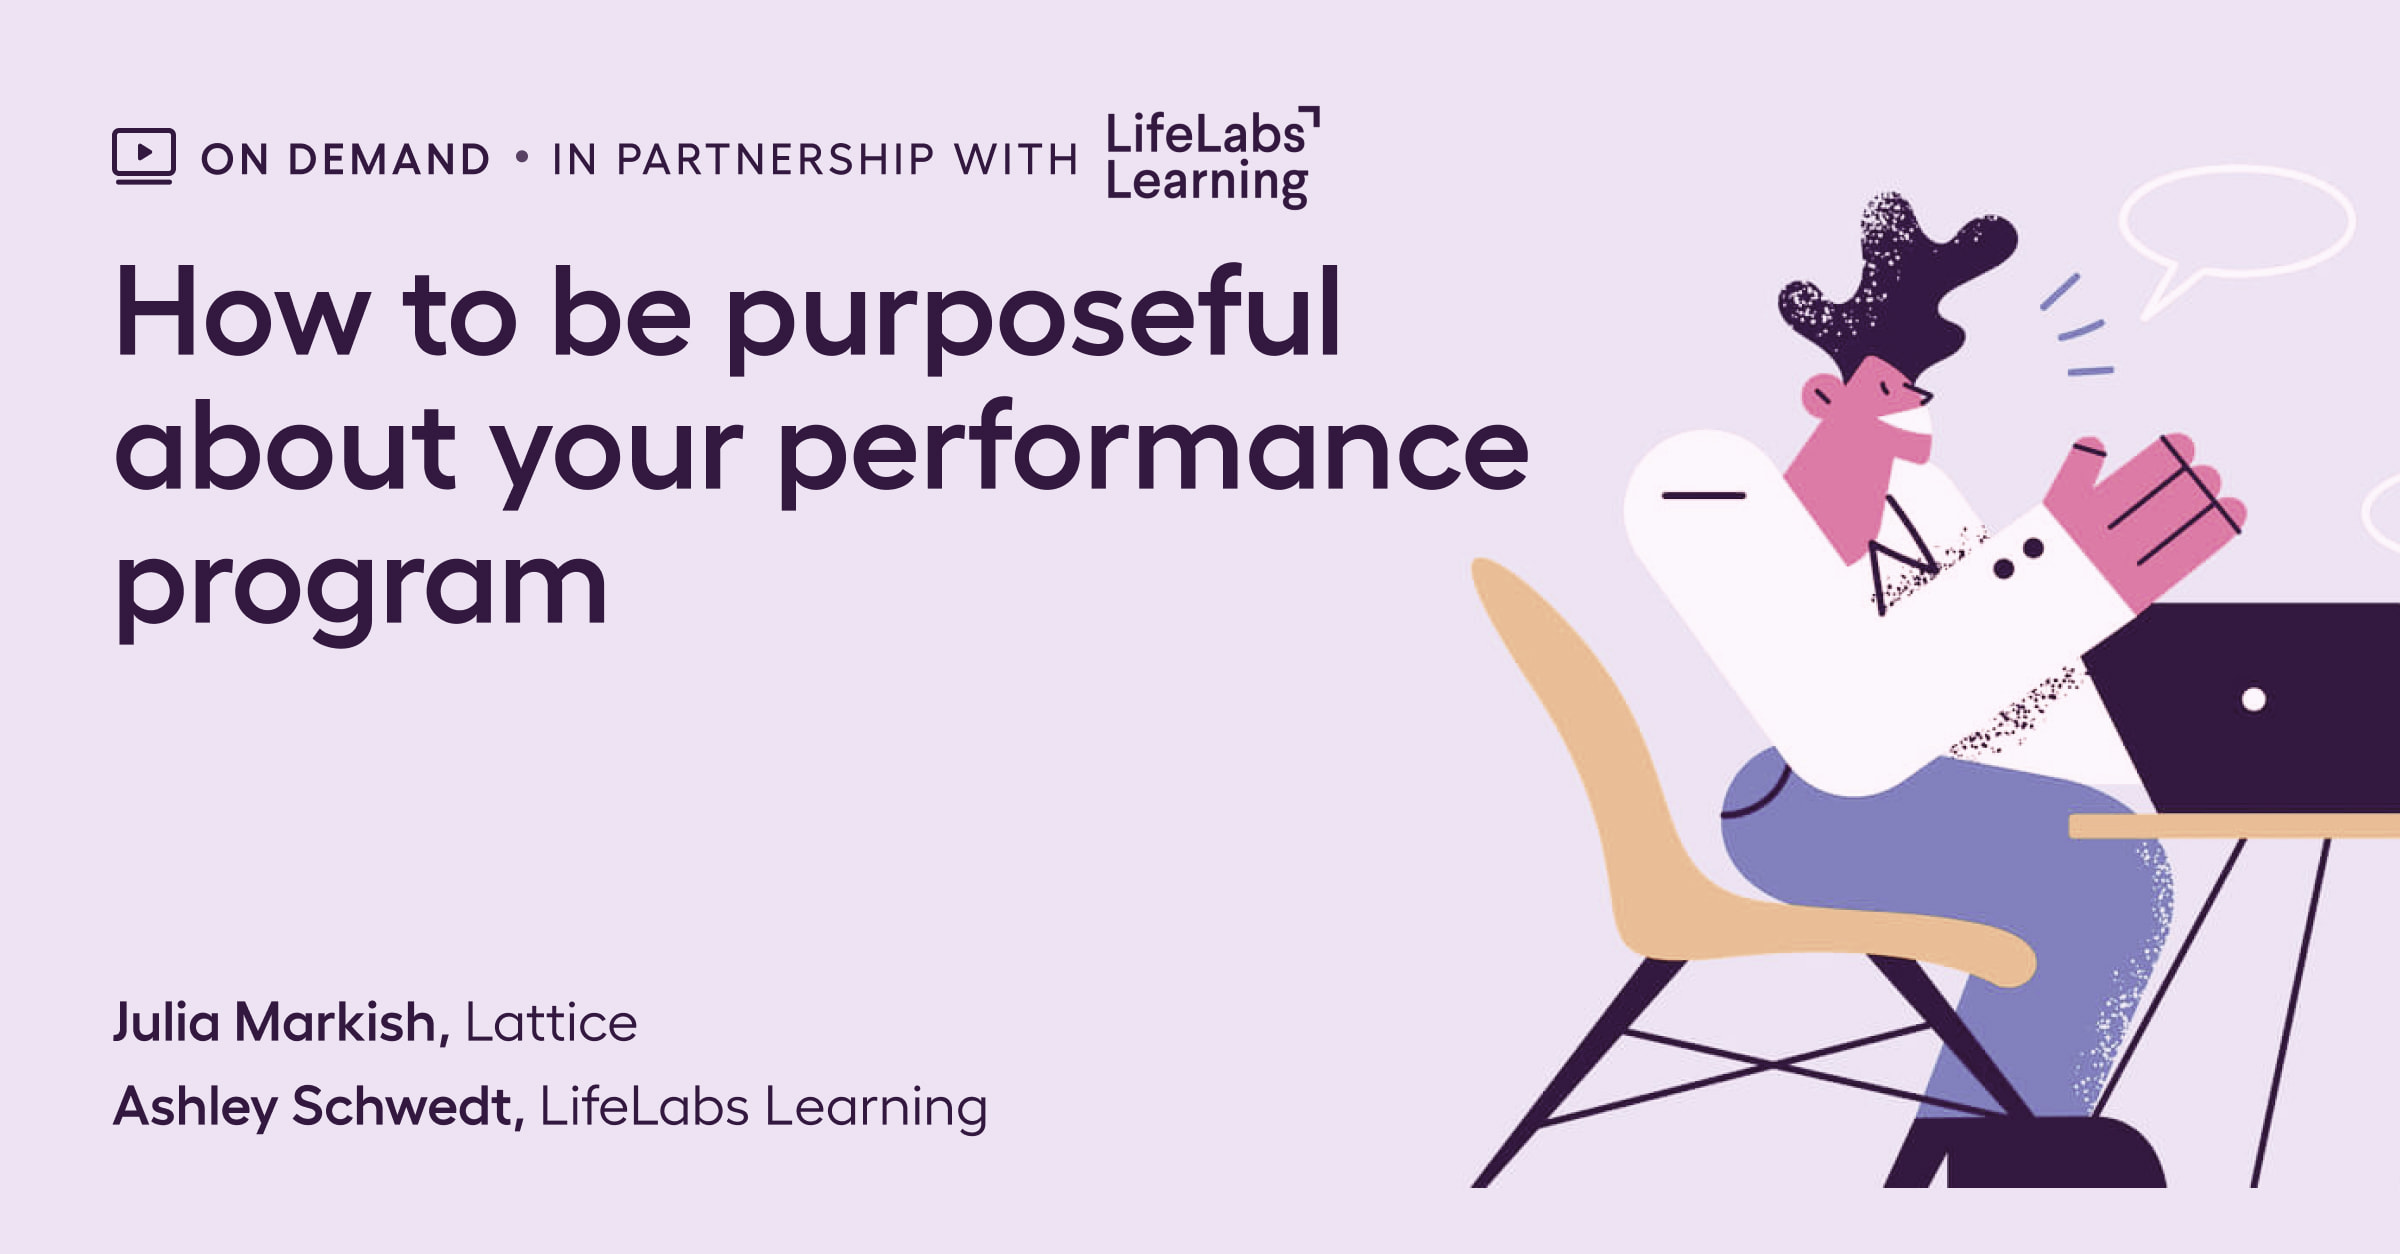 ON DEMAND • IN PARTNERSHIP WITH
LifeLabs
Learning
How to be purposeful
about your performance
program
Julia Markish, Lattice
Ashley Schwedt, LifeLabs Learning